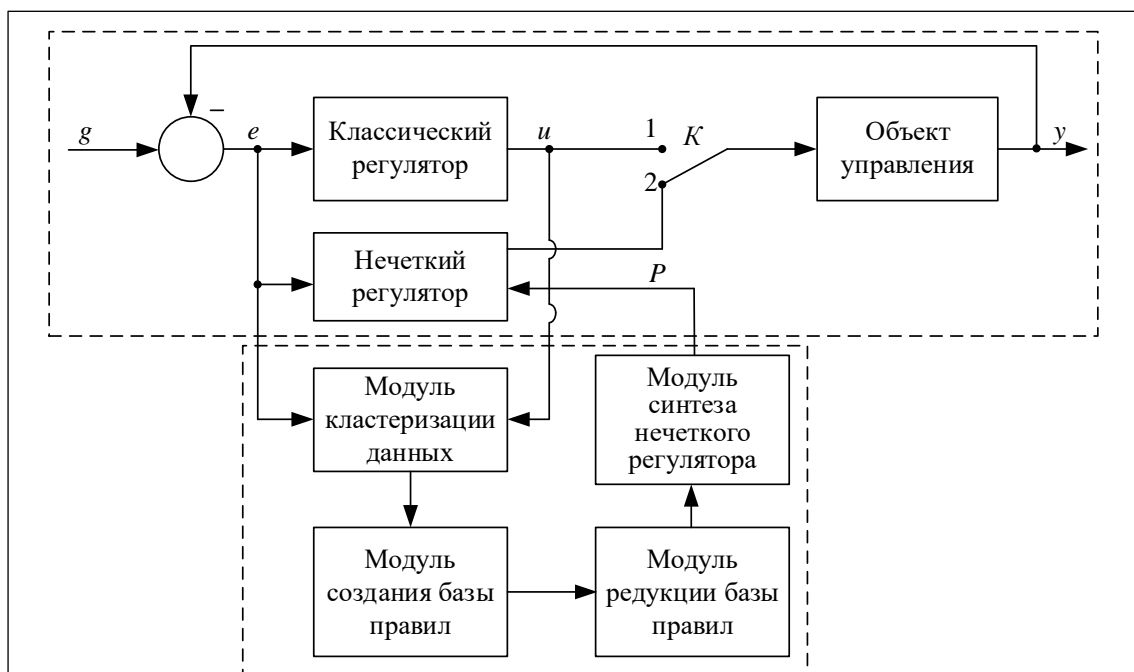 –
g
e
Классический
регулятор
u
1
К
2
Объект
управления
y
Нечеткий
регулятор
P
Модуль
кластеризации
данных
Модуль
синтеза
нечеткого
регулятора
Модуль
создания базы
правил
Модуль
редукции базы
правил